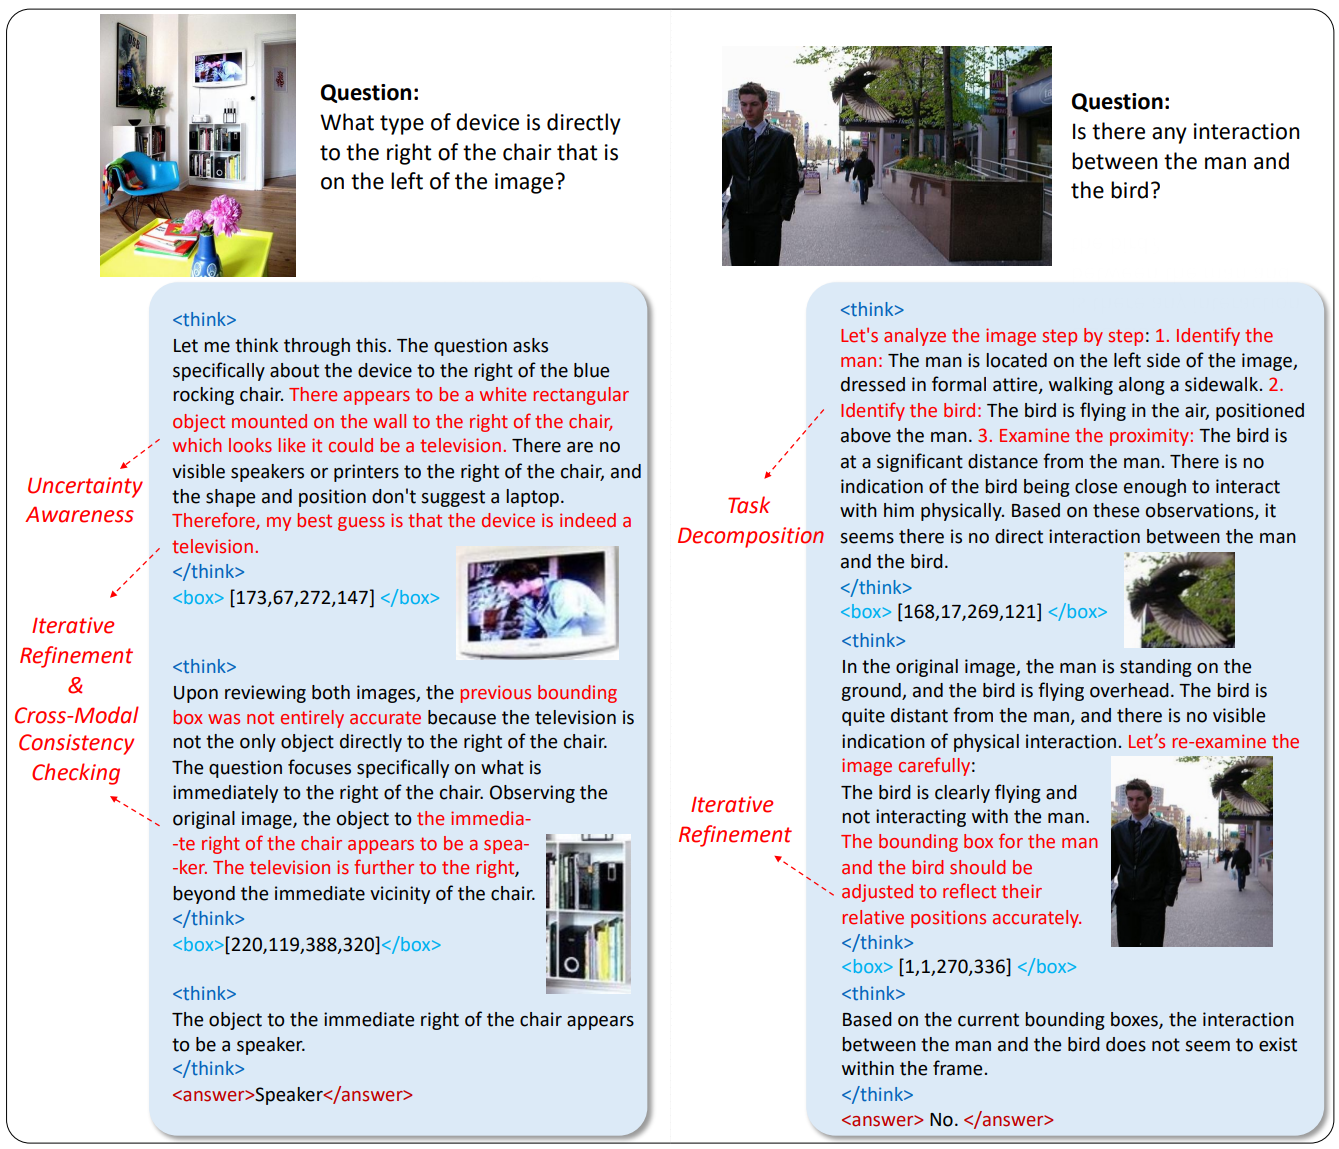 Question:
What type of device is directly
to the right of the chair that is
on the left of the image?
<think>
Let me think through this. The question asks
specifically about the device to the right of the blue
rocking chair. There appears to be a white rectangular
object mounted on the wall to the right of the chair,
which looks like it could be a television. There are no
visible speakers or printers to the right of the chair, and
the shape and position don't suggest a laptop.
Therefore, my best guess is that the device is indeed a
television.
</think>
<box> [173,67,272,147] </box>
<think>
Upon reviewing both images, the previous bounding
box was not entirely accurate because the television is
not the only object directly to the right of the chair.
The question focuses specifically on what is
immediately to the right of the chair. Observing the
original image, the object to the immedia-
-te right of the chair appears to be a spea-
-ker. The television is further to the right,
beyond the immediate vicinity of the chair.
</think>
<box>[220,119,388,320]</box>
<think>
The object to the immediate right of the chair appears
to be a speaker.
</think>
<answer>Speaker</answer>
Uncertainty
Awareness
Iterative
Refinement
&
Cross-Modal
Consistency
Checking
Question:
Is there any interaction
between the man and
the bird?
<think>
Let's analyze the image step by step: 1. Identify the
man: The man is located on the left side of the image,
dressed in formal attire, walking along a sidewalk. 2.
Identify the bird: The bird is flying in the air, positioned
above the man. 3. Examine the proximity: The bird is
at a significant distance from the man. There is no
indication of the bird being close enough to interact
with him physically. Based on these observations, it
seems there is no direct interaction between the man
and the bird.
</think>
<box> [168,17,269,121] </box>
<think>
In the original image, the man is standing on the
ground, and the bird is flying overhead. The bird is
quite distant from the man, and there is no visible
indication of physical interaction. Let’s re-examine the
image carefully:
The bird is clearly flying and
not interacting with the man.
The bounding box for the man
and the bird should be
adjusted to reflect their
relative positions accurately.
</think>
<box> [1,1,270,336] </box>
<think>
Based on the current bounding boxes, the interaction
between the man and the bird does not seem to exist
within the frame.
</think>
<answer> No. </answer>
Task
Decomposition
Iterative
Refinement